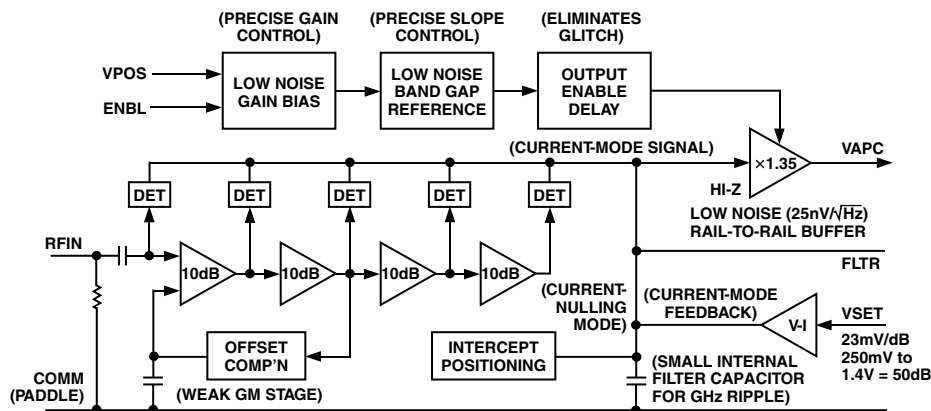 (PRECISE GAIN
CONTROL)
(PRECISE SLOPE
CONTROL)
(ELIMINATES
GLITCH)
VPOS
ENBL
LOW NOISE
GAIN BIAS
LOW NOISE
BAND GAP
REFERENCE
OUTPUT
ENABLE
DELAY
(CURRENT-MODE SIGNAL)
×1.35
VAPC
HI-Z
LOW NOISE (25nV/√Hz)
RAIL-TO-RAIL BUFFER
DET
DET
DET
DET
DET
RFIN
10dB
10dB
10dB
10dB
FLTR
(CURRENT-
NULLING
MODE)
(CURRENT-MODE
FEEDBACK)
V-I
VSET
23mV/dB
250mV to
1.4V = 50dB
OFFSET
COMP'N
INTERCEPT
POSITIONING
COMM
(PADDLE)
(WEAK GM STAGE)
(SMALL INTERNAL
FILTER CAPACITOR
FOR GHz RIPPLE)